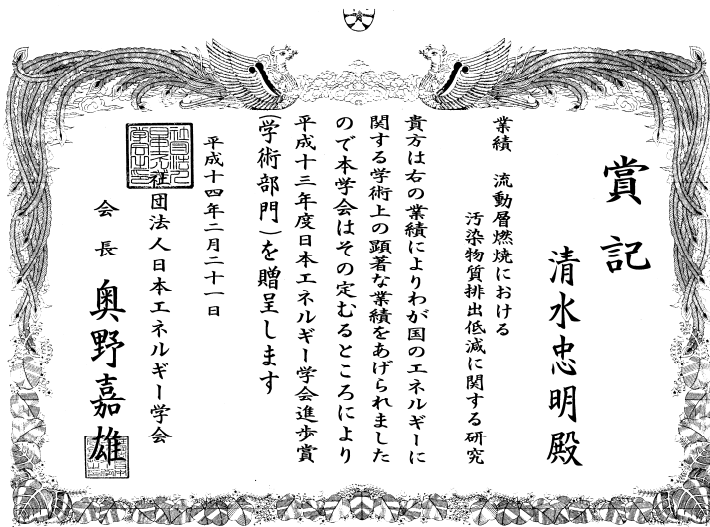 賞記
清水忠明殿
業績 流動層燃焼における
汚染物質排出低減に関する研究
貴方は右の業績によりわが国のエネルギーに
関する学術上の顕著な業績をあげられました
ので本学会はその定むるところにより
平成十三年度日本エネルギー学会進歩賞
(学術部門)を贈呈します
平成十四年二月二十一日
社団法人日本エネルギー学会
会長 奥野嘉雄